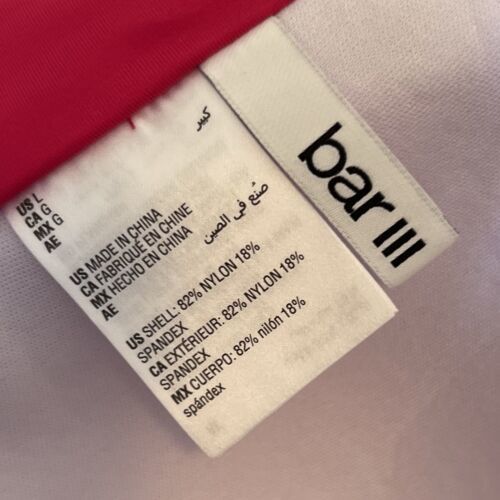 bar III
US L
CA G
MX G
AE كبير
US MADE IN CHINA
CA FABRIQUÉ EN CHINE
MX HECHO EN CHINA
AE صنع في الصين
US SHELL: 82% NYLON 18%
SPANDEX
CA EXTÉRIEUR: 82% NYLON 18%
SPANDEX
MX CUERPO: 82% nilón 18%
spándex